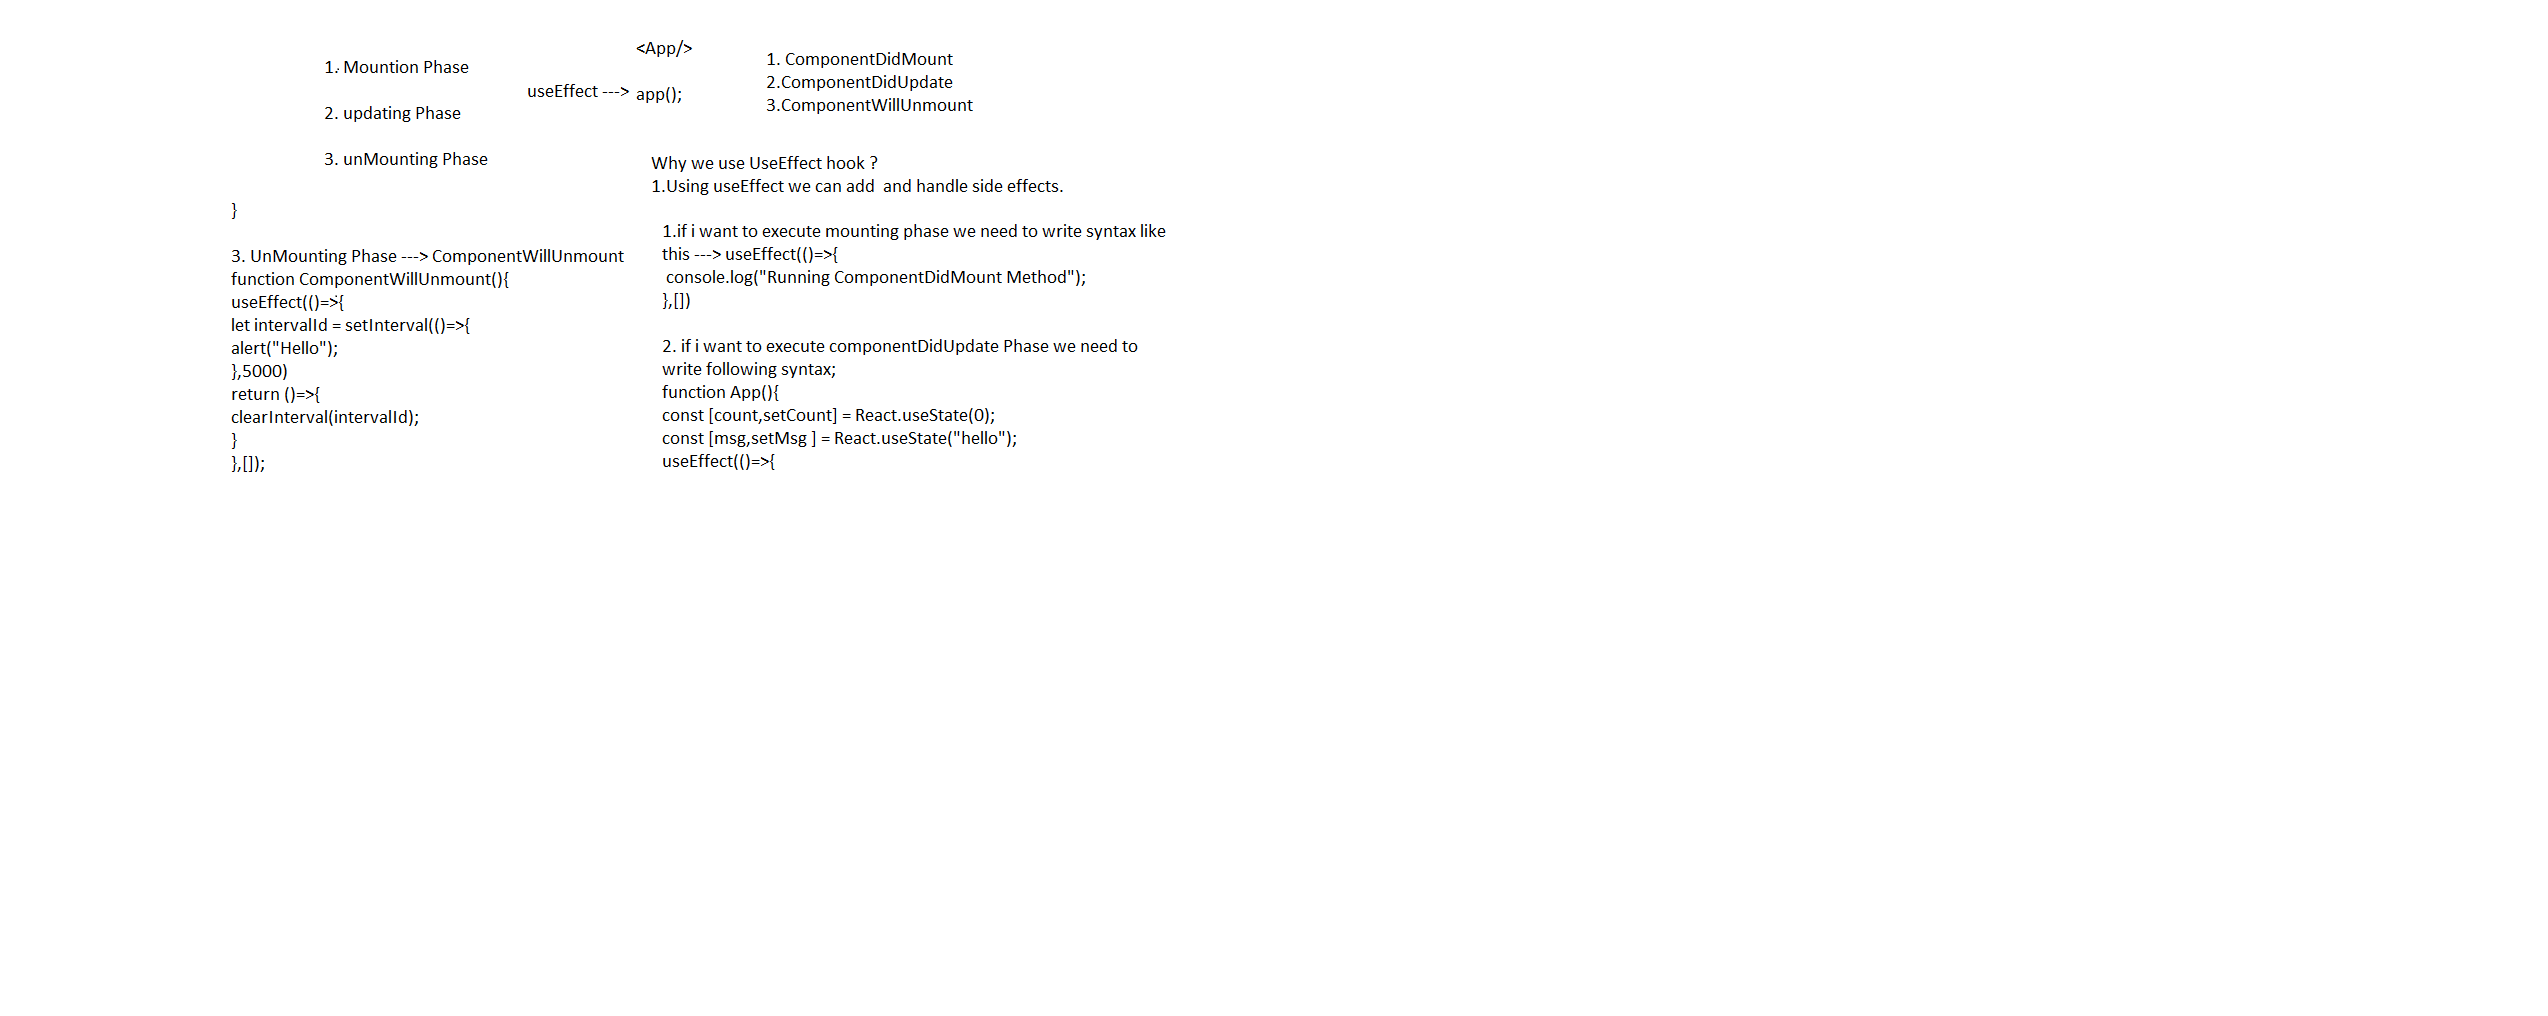 1. Mountion Phase
2. updating Phase
3. unMounting Phase
useEffect --->
<App/>
app();
1. ComponentDidMount
2.ComponentDidUpdate
3.ComponentWillUnmount
Why we use UseEffect hook ?
1.Using useEffect we can add  and handle side effects.
}
3. UnMounting Phase ---> ComponentWillUnmount
function ComponentWillUnmount(){
useEffect(()=>{
let intervalId = setInterval(()=>{
alert("Hello");
},5000)
return ()=>{
clearInterval(intervalId);
}
},[]);
1.if i want to execute mounting phase we need to write syntax like
this ---> useEffect(()=>{
console.log("Running ComponentDidMount Method");
},[])
2. if i want to execute componentDidUpdate Phase we need to
write following syntax;
function App(){
const [count,setCount] = React.useState(0);
const [msg,setMsg ] = React.useState("hello");
useEffect(()=>{